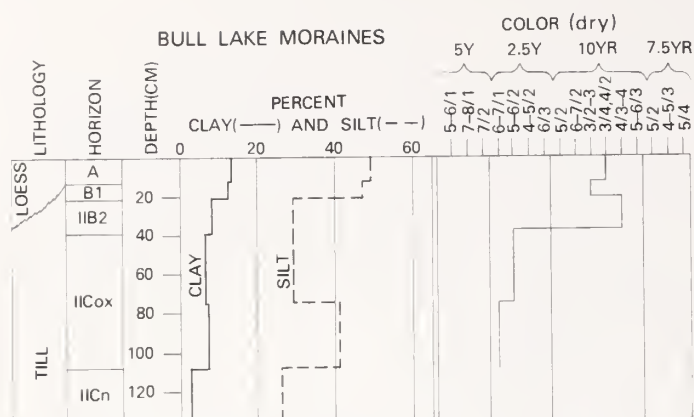 BULL LAKE MORAINES
COLOR (dry)
5Y 2.5Y 10YR 7.5YR
LITHOLOGY
HORIZON
DEPTH(CM)
PERCENT
CLAY(——) AND SILT(– –)
0 20 40 60
5-6/1
7-8/1
7/2
6-7/1
5-6/2
4-5/2
6/3
5/2
6-7/2
3/2-3
3/4,4/2
4/3-4
5-6/3
5/2
4-5/3
5/4
LOESS
TILL
A
B1
IIB2
IICox
IICn
20
40
60
80
100
120
CLAY
SILT